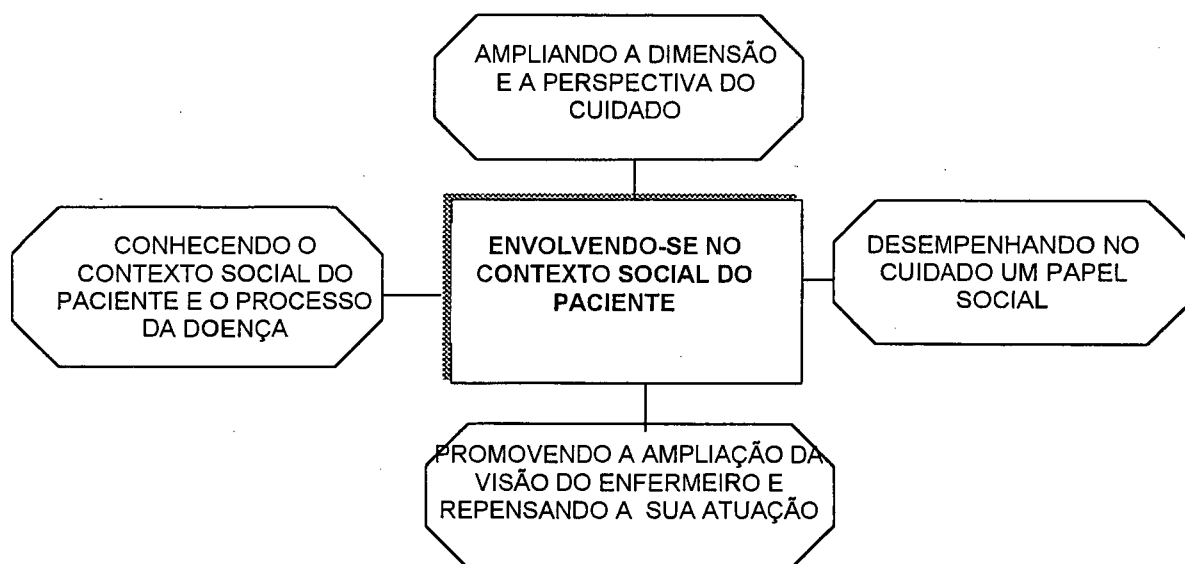 AMPLIANDO A DIMENSÃO
E A PERSPECTIVA DO
CUIDADO
CONHECENDO O
CONTEXTO SOCIAL DO
PACIENTE E O PROCESSO
DA DOENÇA
ENVOLVENDO-SE NO
CONTEXTO SOCIAL DO
PACIENTE
DESEMPENHANDO NO
CUIDADO UM PAPEL
SOCIAL
PROMOVENDO A AMPLIAÇÃO DA
VISÃO DO ENFERMEIRO E
REPENSANDO A SUA ATUAÇÃO